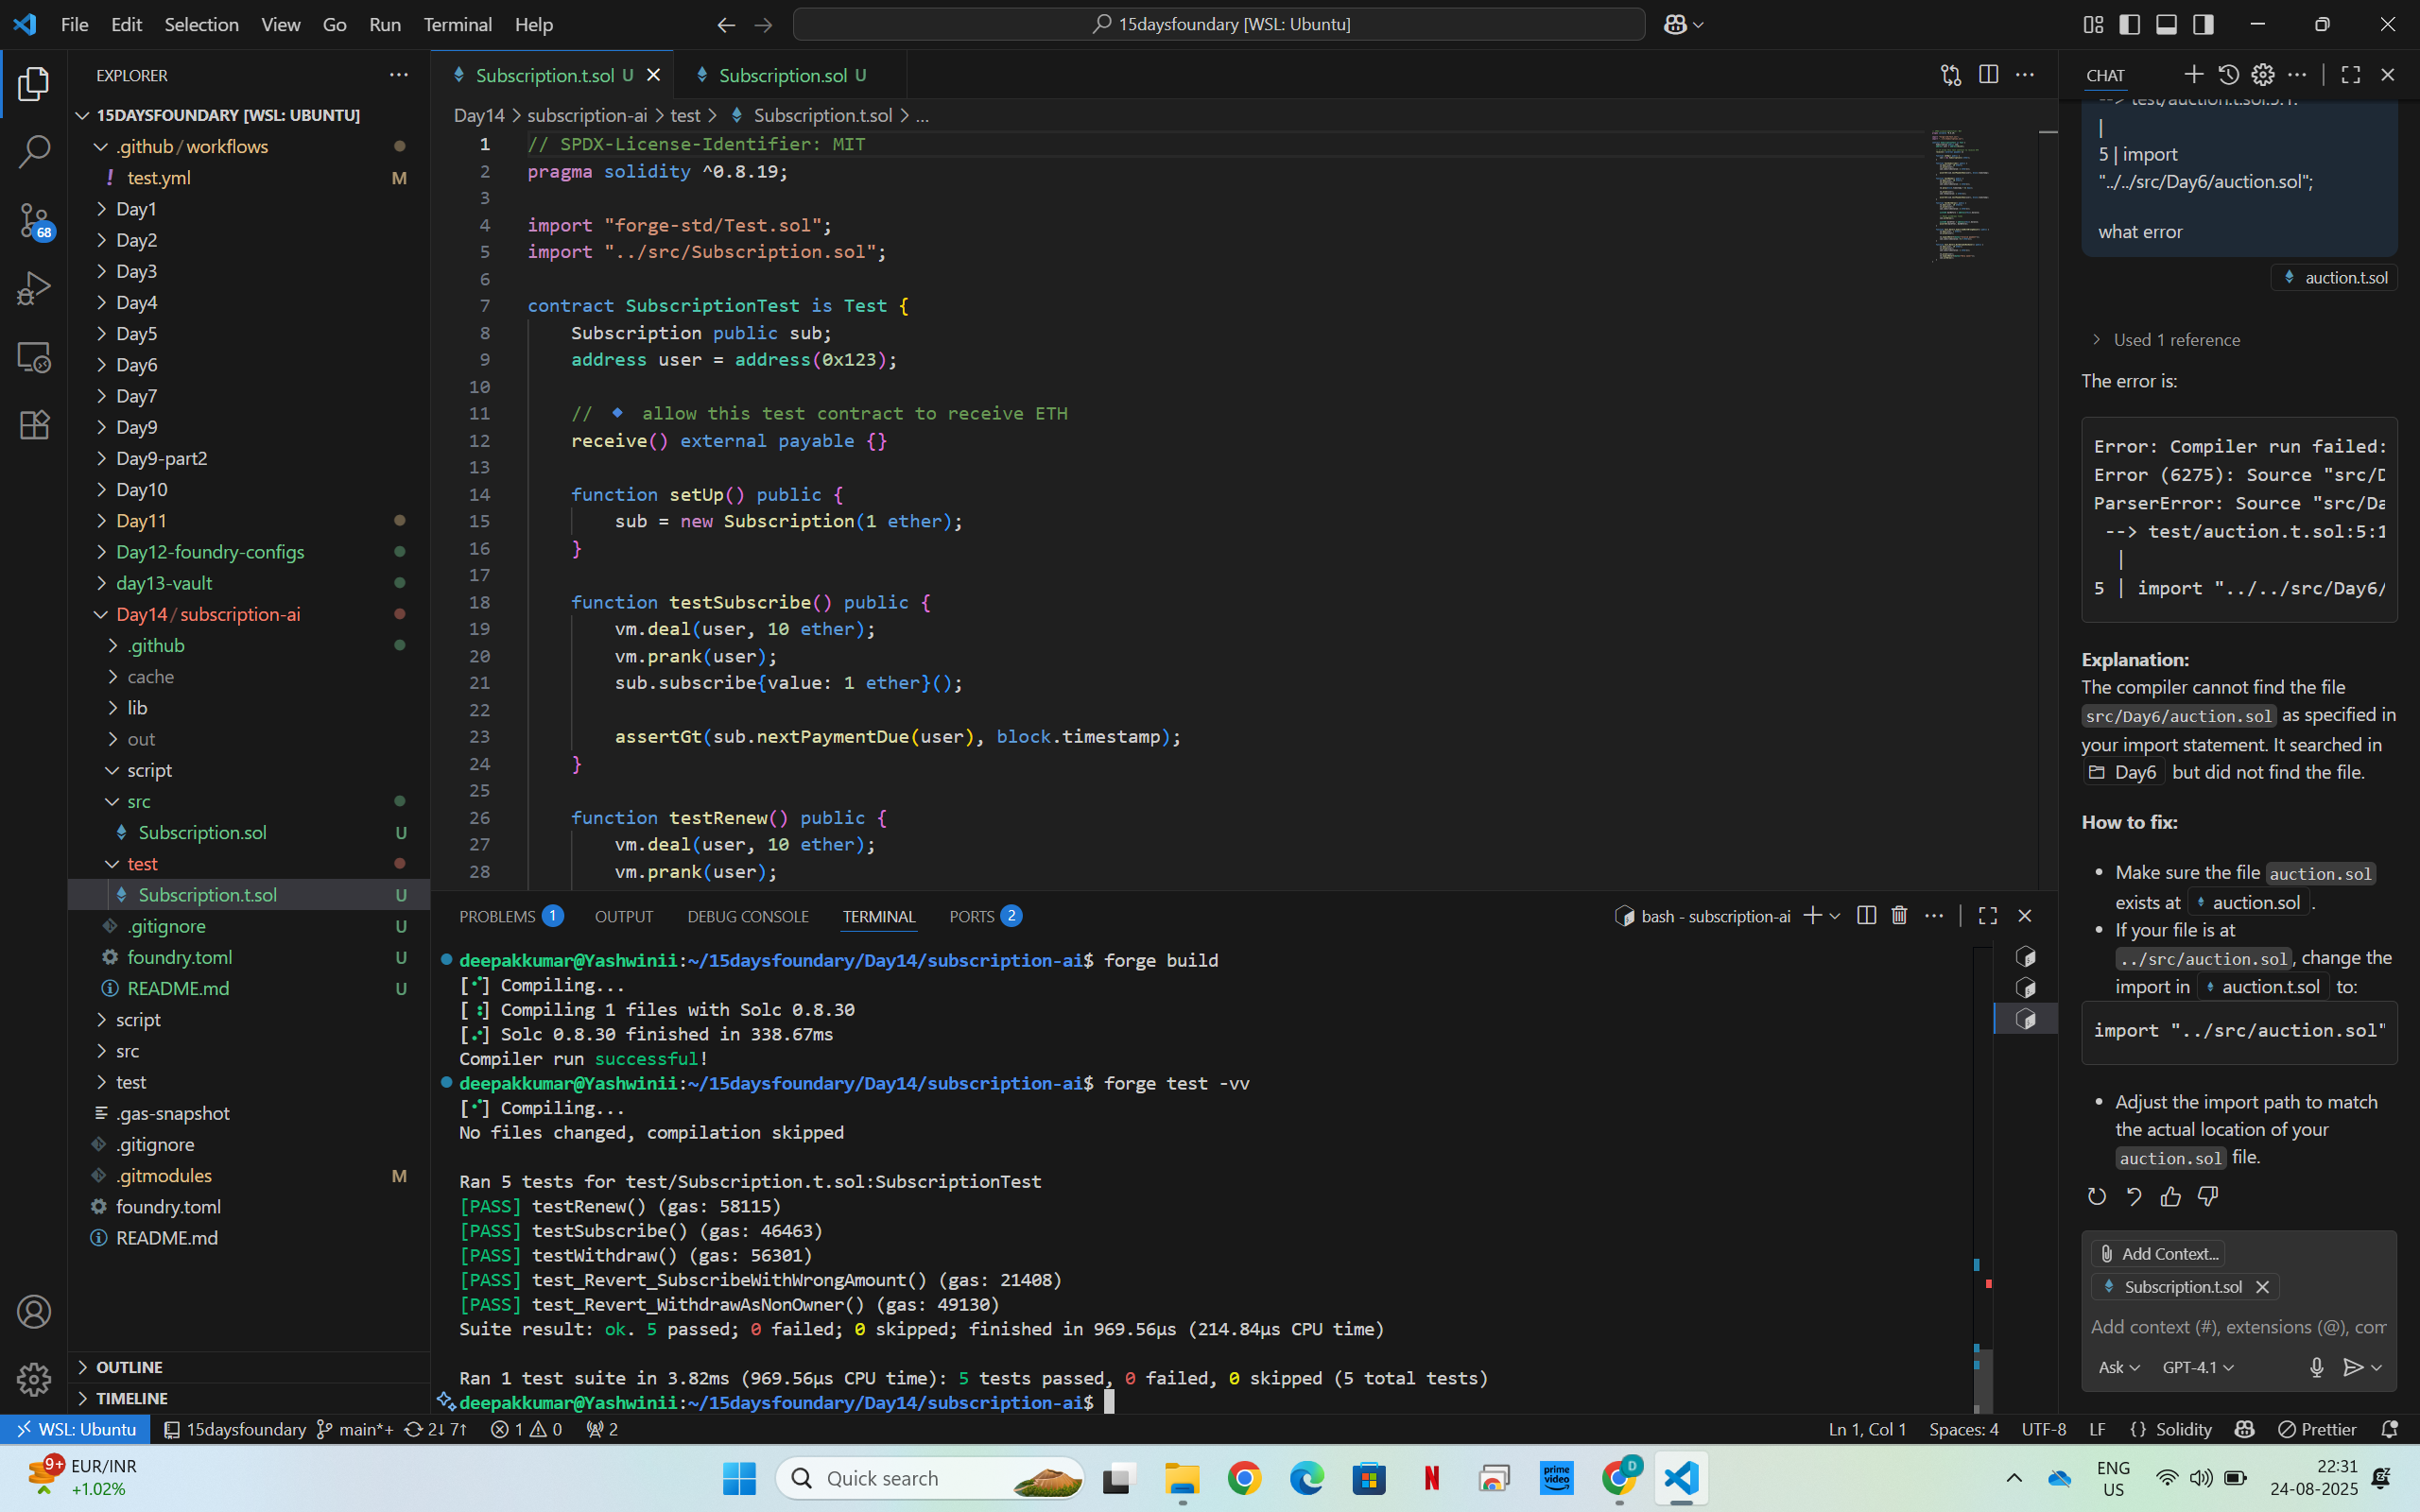 File Edit Selection View Go Run Terminal Help
15daysfoundary [WSL: Ubuntu]
EXPLORER
15DAYSFOUNDARY [WSL: UBUNTU]
.github / workflows
! test.yml M
Day1
Day2
Day3
Day4
Day5
Day6
Day7
Day9
Day9-part2
Day10
Day11
Day12-foundry-configs
day13-vault
Day14 / subscription-ai
.github
cache
lib
out
script
src
Subscription.sol U
test
Subscription.t.sol U
.gitignore U
foundry.toml U
README.md U
script
src
test
.gas-snapshot
.gitignore
.gitmodules M
foundry.toml
README.md
OUTLINE
TIMELINE
68
Subscription.t.sol U
Subscription.sol U
Day14 > subscription-ai > test > Subscription.t.sol > ...
1 // SPDX-License-Identifier: MIT
2 pragma solidity ^0.8.19;
3
4 import "forge-std/Test.sol";
5 import "../src/Subscription.sol";
6
7 contract SubscriptionTest is Test {
8 Subscription public sub;
9 address user = address(0x123);
10
11 // 🔹 allow this test contract to receive ETH
12 receive() external payable {}
13
14 function setUp() public {
15 sub = new Subscription(1 ether);
16 }
17
18 function testSubscribe() public {
19 vm.deal(user, 10 ether);
20 vm.prank(user);
21 sub.subscribe{value: 1 ether}();
22
23 assertGt(sub.nextPaymentDue(user), block.timestamp);
24 }
25
26 function testRenew() public {
27 vm.deal(user, 10 ether);
28 vm.prank(user);
PROBLEMS 1 OUTPUT DEBUG CONSOLE TERMINAL PORTS 2
bash - subscription-ai
deepakkumar@Yashwinii:~/15daysfoundary/Day14/subscription-ai$ forge build
[⠊] Compiling...
[⠘] Compiling 1 files with Solc 0.8.30
[⠌] Solc 0.8.30 finished in 338.67ms
Compiler run successful!
deepakkumar@Yashwinii:~/15daysfoundary/Day14/subscription-ai$ forge test -vv
[⠊] Compiling...
No files changed, compilation skipped
Ran 5 tests for test/Subscription.t.sol:SubscriptionTest
[PASS] testRenew() (gas: 58115)
[PASS] testSubscribe() (gas: 46463)
[PASS] testWithdraw() (gas: 56301)
[PASS] test_Revert_SubscribeWithWrongAmount() (gas: 21408)
[PASS] test_Revert_WithdrawAsNonOwner() (gas: 49130)
Suite result: ok. 5 passed; 0 failed; 0 skipped; finished in 969.56µs (214.84µs CPU time)
Ran 1 test suite in 3.82ms (969.56µs CPU time): 5 tests passed, 0 failed, 0 skipped (5 total tests)
deepakkumar@Yashwinii:~/15daysfoundary/Day14/subscription-ai$
CHAT
--> test/auction.t.sol:5:1:
|
5 | import
"../../src/Day6/auction.sol";
what error
auction.t.sol
Used 1 reference
The error is:
Error: Compiler run failed:
Error (6275): Source "src/D
ParserError: Source "src/Da
--> test/auction.t.sol:5:1
|
5 | import "../../src/Day6/
Explanation:
The compiler cannot find the file
src/Day6/auction.sol as specified in
your import statement. It searched in
Day6 but did not find the file.
How to fix:
• Make sure the file auction.sol
exists at auction.sol .
• If your file is at
../src/auction.sol, change the
import in auction.t.sol to:
import "../src/auction.sol"
• Adjust the import path to match
the actual location of your
auction.sol file.
Add Context...
Subscription.t.sol
Add context (#), extensions (@), com
Ask GPT-4.1
WSL: Ubuntu 15daysfoundary main*+ 2↓ 7↑ 1 0 2
Ln 1, Col 1 Spaces: 4 UTF-8 LF {} Solidity Prettier
9+ EUR/INR
+1.02%
Quick search
N
prime video
D
ENG
US
22:31
24-08-2025